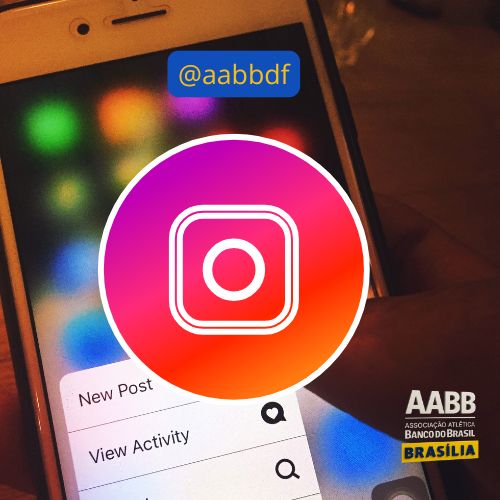 @aabbdf
New Post
View Activity
AABB
ASSOCIAÇÃO ATLÉTICA
BANCO DO BRASIL
BRASÍLIA